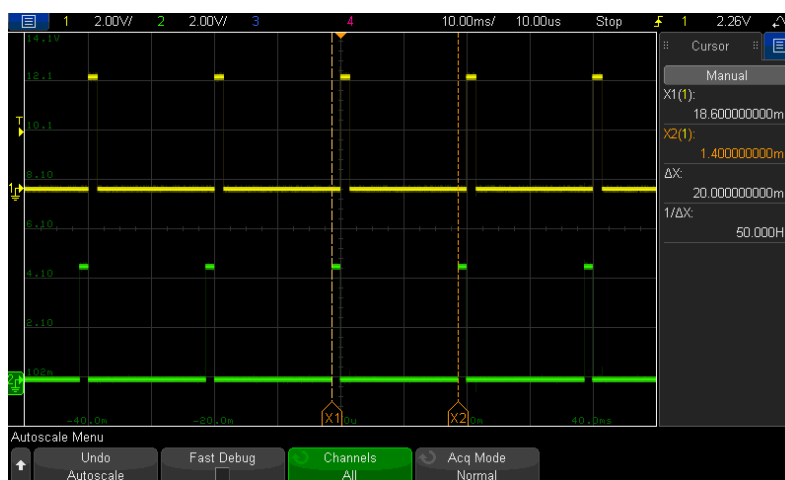 1 2.00V/ 2 2.00V/ 3 4 10.00ms/ 10.00us Stop 1 2.26V
14.1V
12.1
10.1
8.10
6.10
4.10
2.10
102m
T
1
2
-40.0m -20.0m X1 0u X2 0m 40.0ms
Cursor
Manual
X1(1):
18.600000000m
X2(1):
1.400000000m
ΔX:
20.000000000m
1/ΔX:
50.000H
Autoscale Menu
Undo
Autoscale
Fast Debug
Channels
All
Acq Mode
Normal